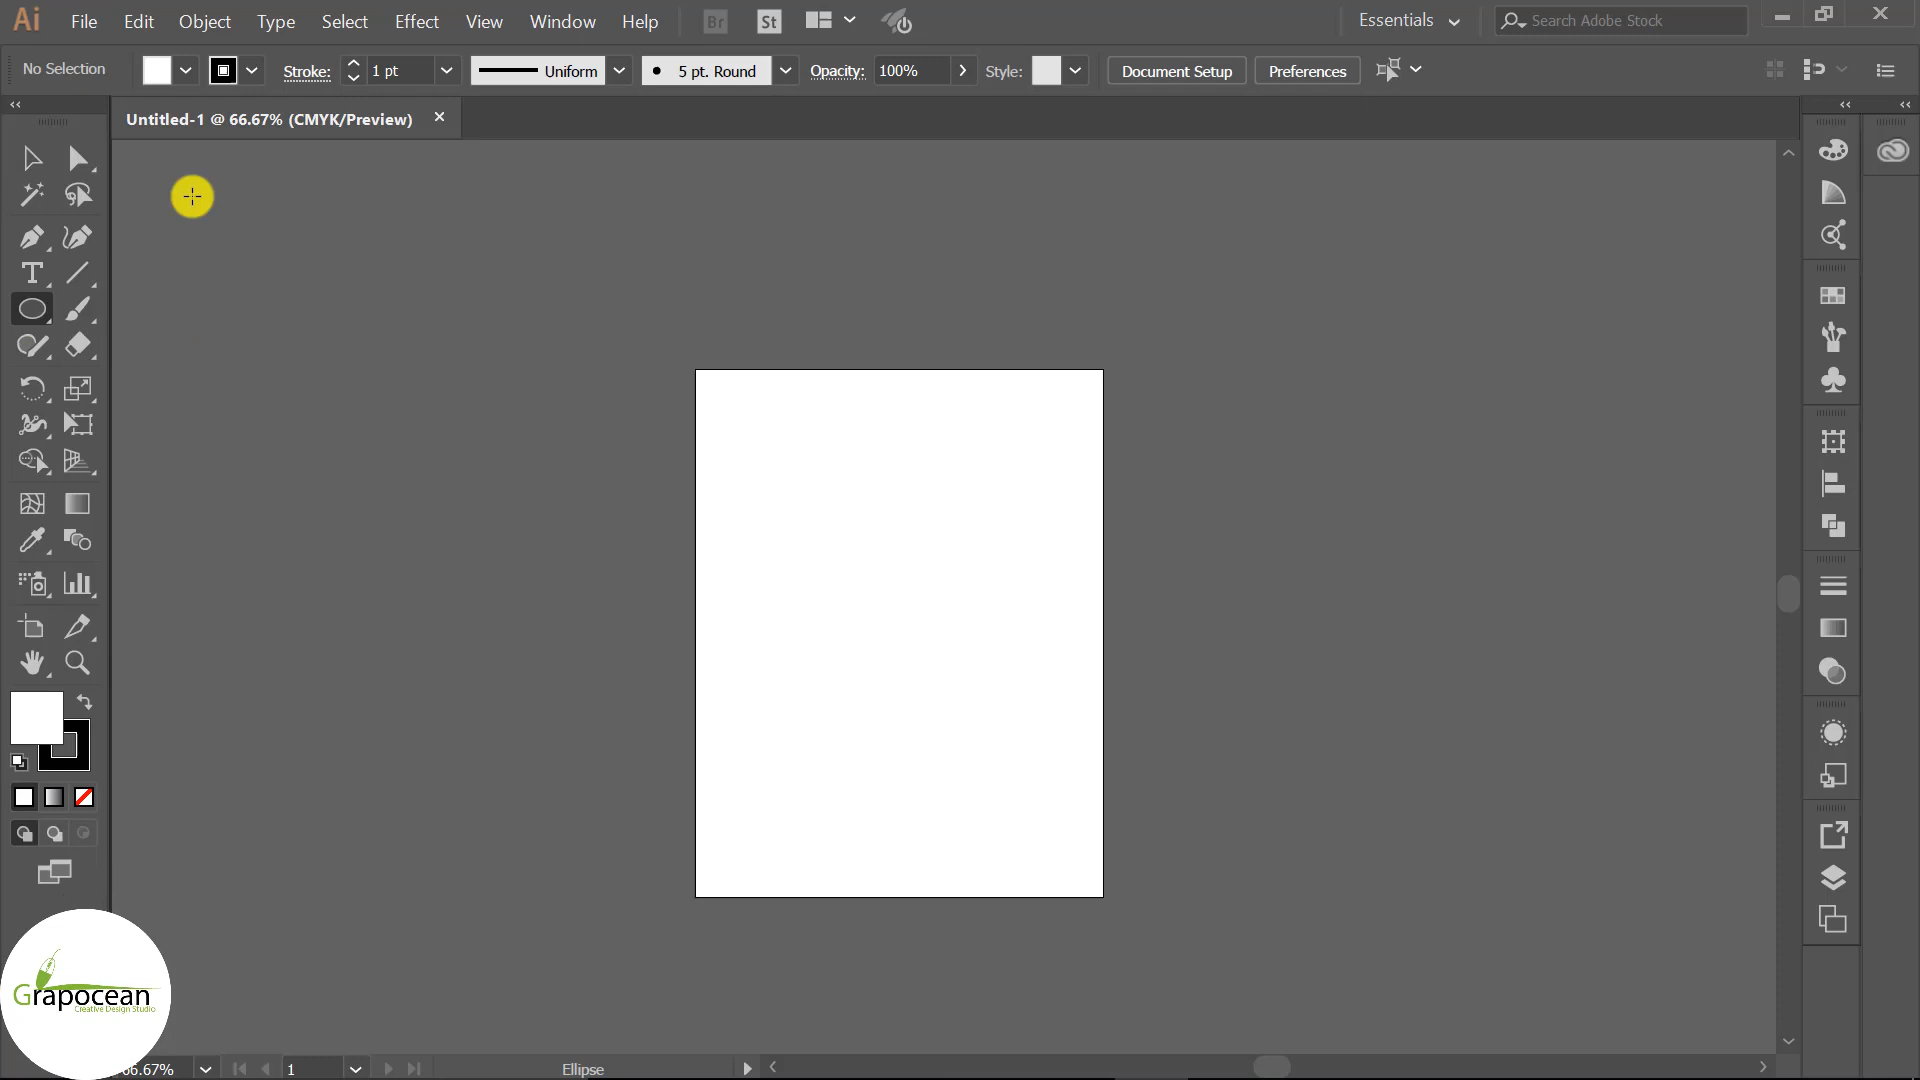 Ai File Edit Object Type Select Effect View Window Help Br St Essentials Search Adobe Stock
No Selection Stroke: 1 pt Uniform 5 pt. Round Opacity: 100% Style: Document Setup Preferences
Untitled-1 @ 66.67% (CMYK/Preview)
T
Grapocean
Creative Design Studio
66.67% 1 Ellipse